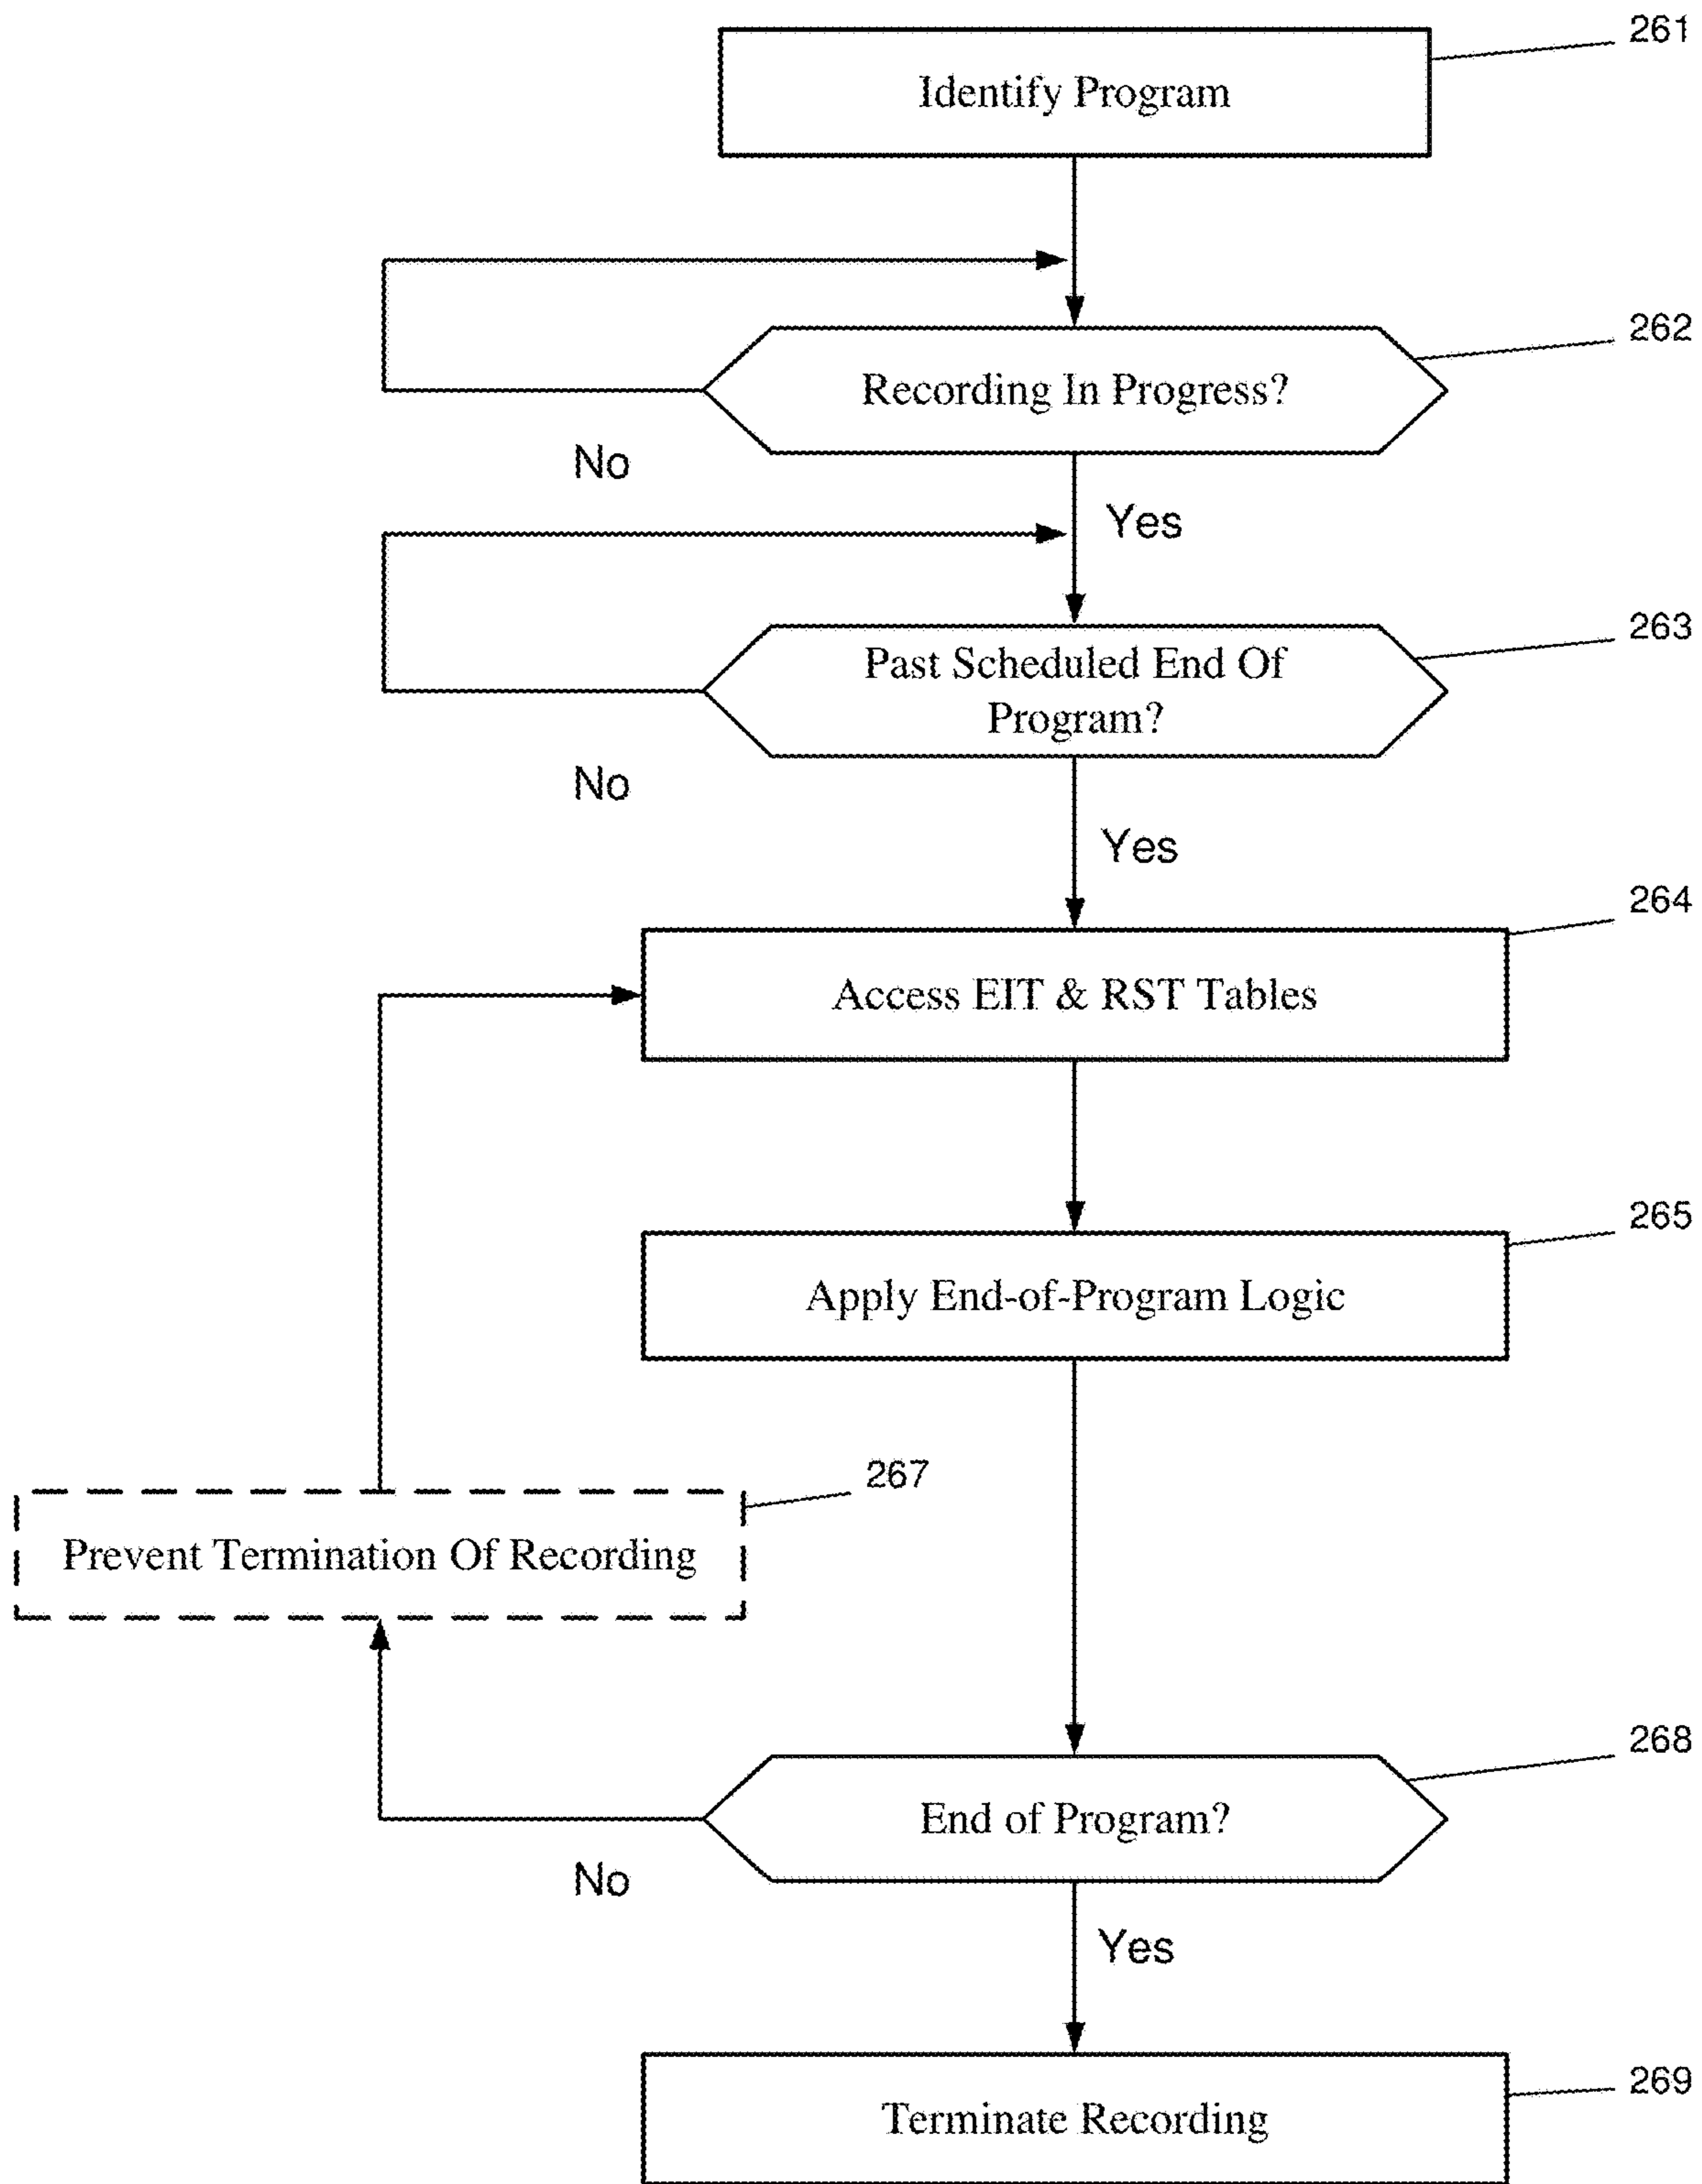 261
Identify Program
262
Recording In Progress?
No
Yes
263
Past Scheduled End Of
Program?
No
Yes
264
Access EIT & RST Tables
265
Apply End-of-Program Logic
267
Prevent Termination Of Recording
268
End of Program?
No
Yes
269
Terminate Recording